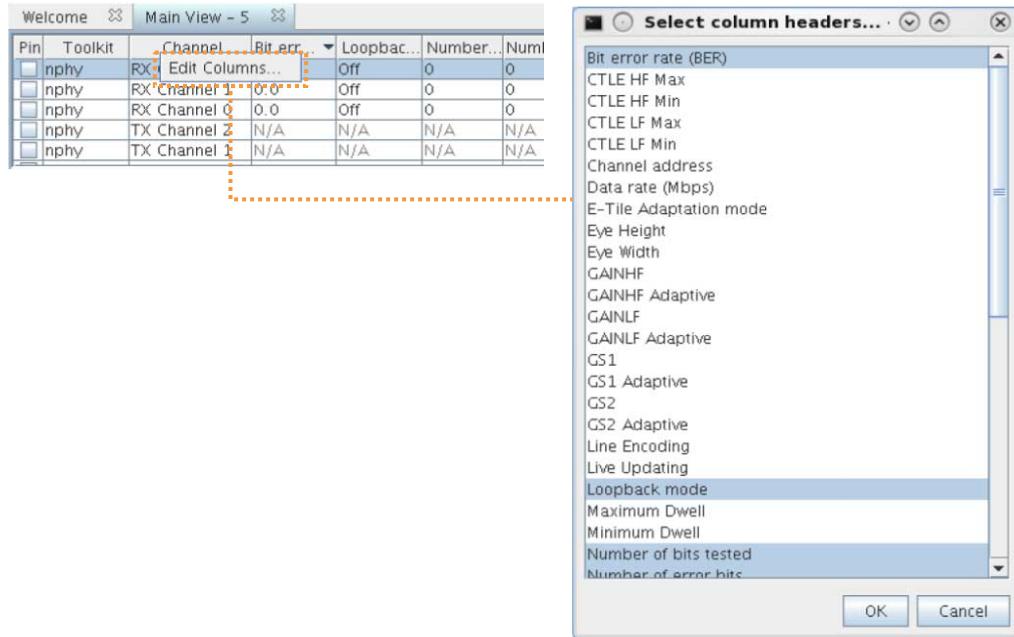 Welcome
Main View - 5
Pin Toolkit Channel Bit err... Loopbac... Number... Num
nphy RX Off 0 0
Edit Columns...
nphy RX Channel 1 0.0 Off 0 0
nphy RX Channel 0 0.0 Off 0 0
nphy TX Channel 2 N/A N/A N/A N/A
nphy TX Channel 1 N/A N/A N/A N/A
Select column headers...
Bit error rate (BER)
CTLE HF Max
CTLE HF Min
CTLE LF Max
CTLE LF Min
Channel address
Data rate (Mbps)
E-Tile Adaptation mode
Eye Height
Eye Width
GAINHF
GAINHF Adaptive
GAINLF
GAINLF Adaptive
GS1
GS1 Adaptive
GS2
GS2 Adaptive
Line Encoding
Live Updating
Loopback mode
Maximum Dwell
Minimum Dwell
Number of bits tested
Number of error bits
OK Cancel